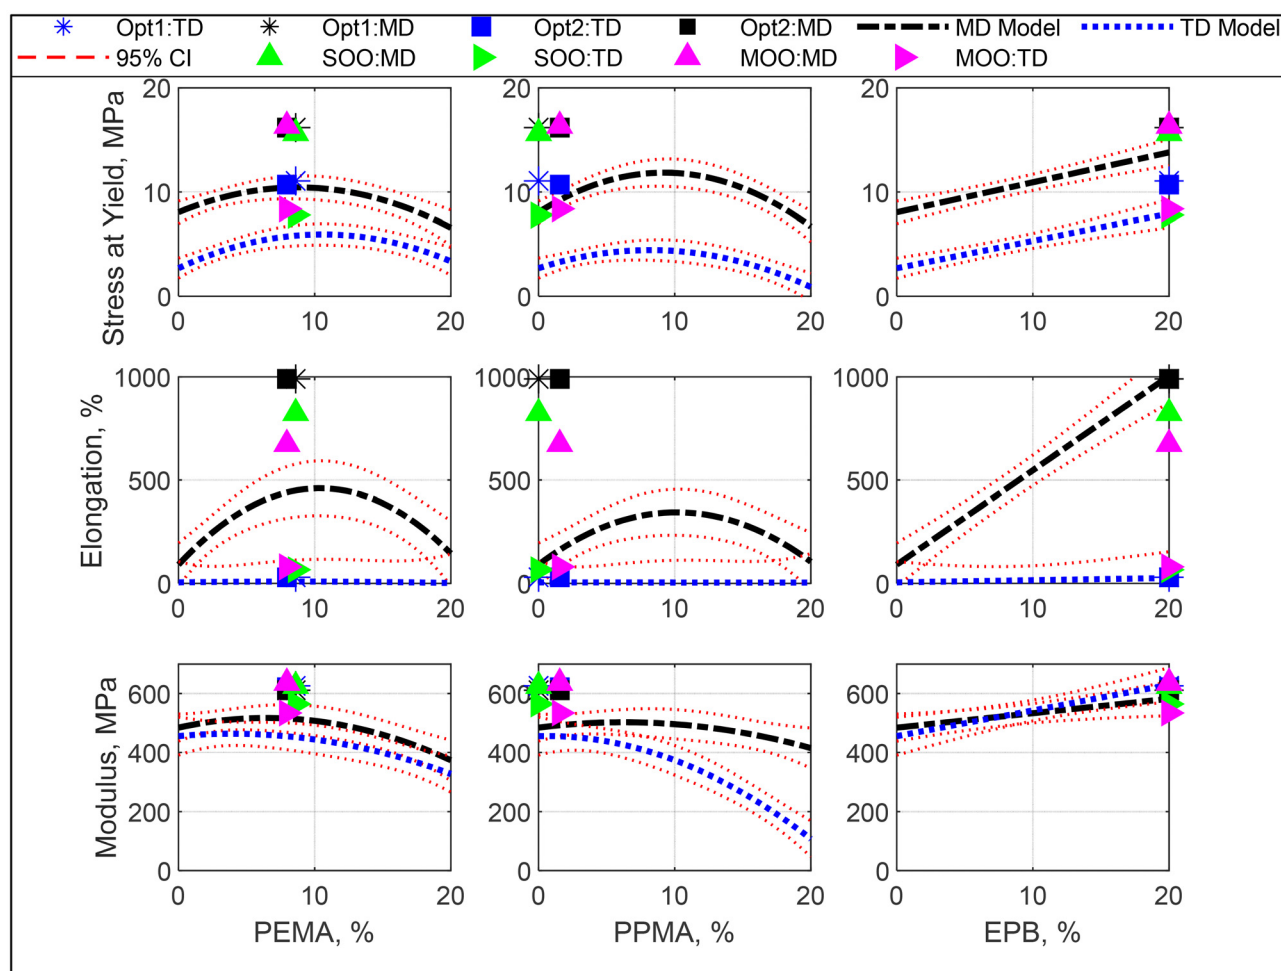 Opt1:TD Opt1:MD Opt2:TD Opt2:MD MD Model TD Model
95% CI SOO:MD SOO:TD MOO:MD MOO:TD
Stress at Yield, MPa
20
10
0
0 10 20
20
10
0
0 10 20
20
10
0
0 10 20
Elongation, %
1000
500
0
0 10 20
1000
500
0
0 10 20
1000
500
0
0 10 20
Modulus, MPa
600
400
200
0
0 10 20
600
400
200
0
0 10 20
600
400
200
0
0 10 20
PEMA, % PPMA, % EPB, %